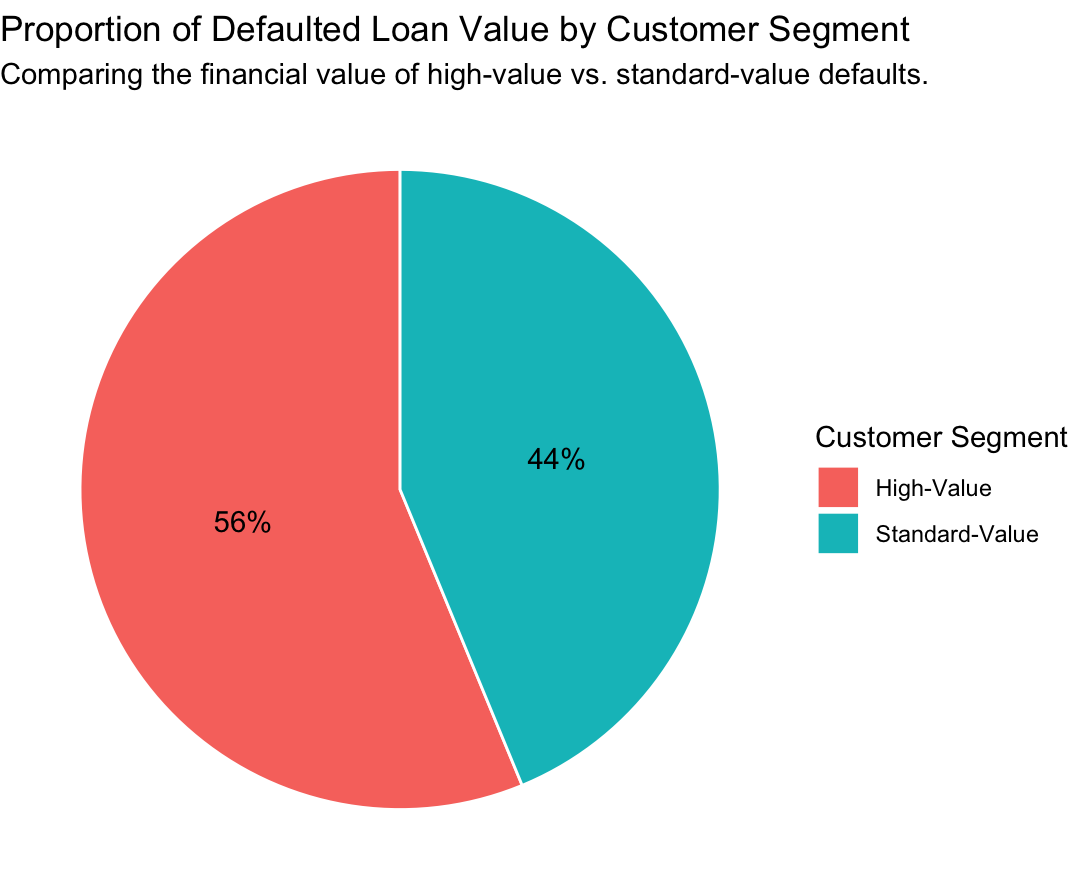 Proportion of Defaulted Loan Value by Customer Segment
Comparing the financial value of high-value vs. standard-value defaults.
44%
56%
Customer Segment
High-Value
Standard-Value